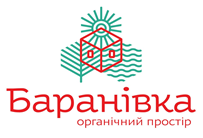 Баранівка
органічний простір